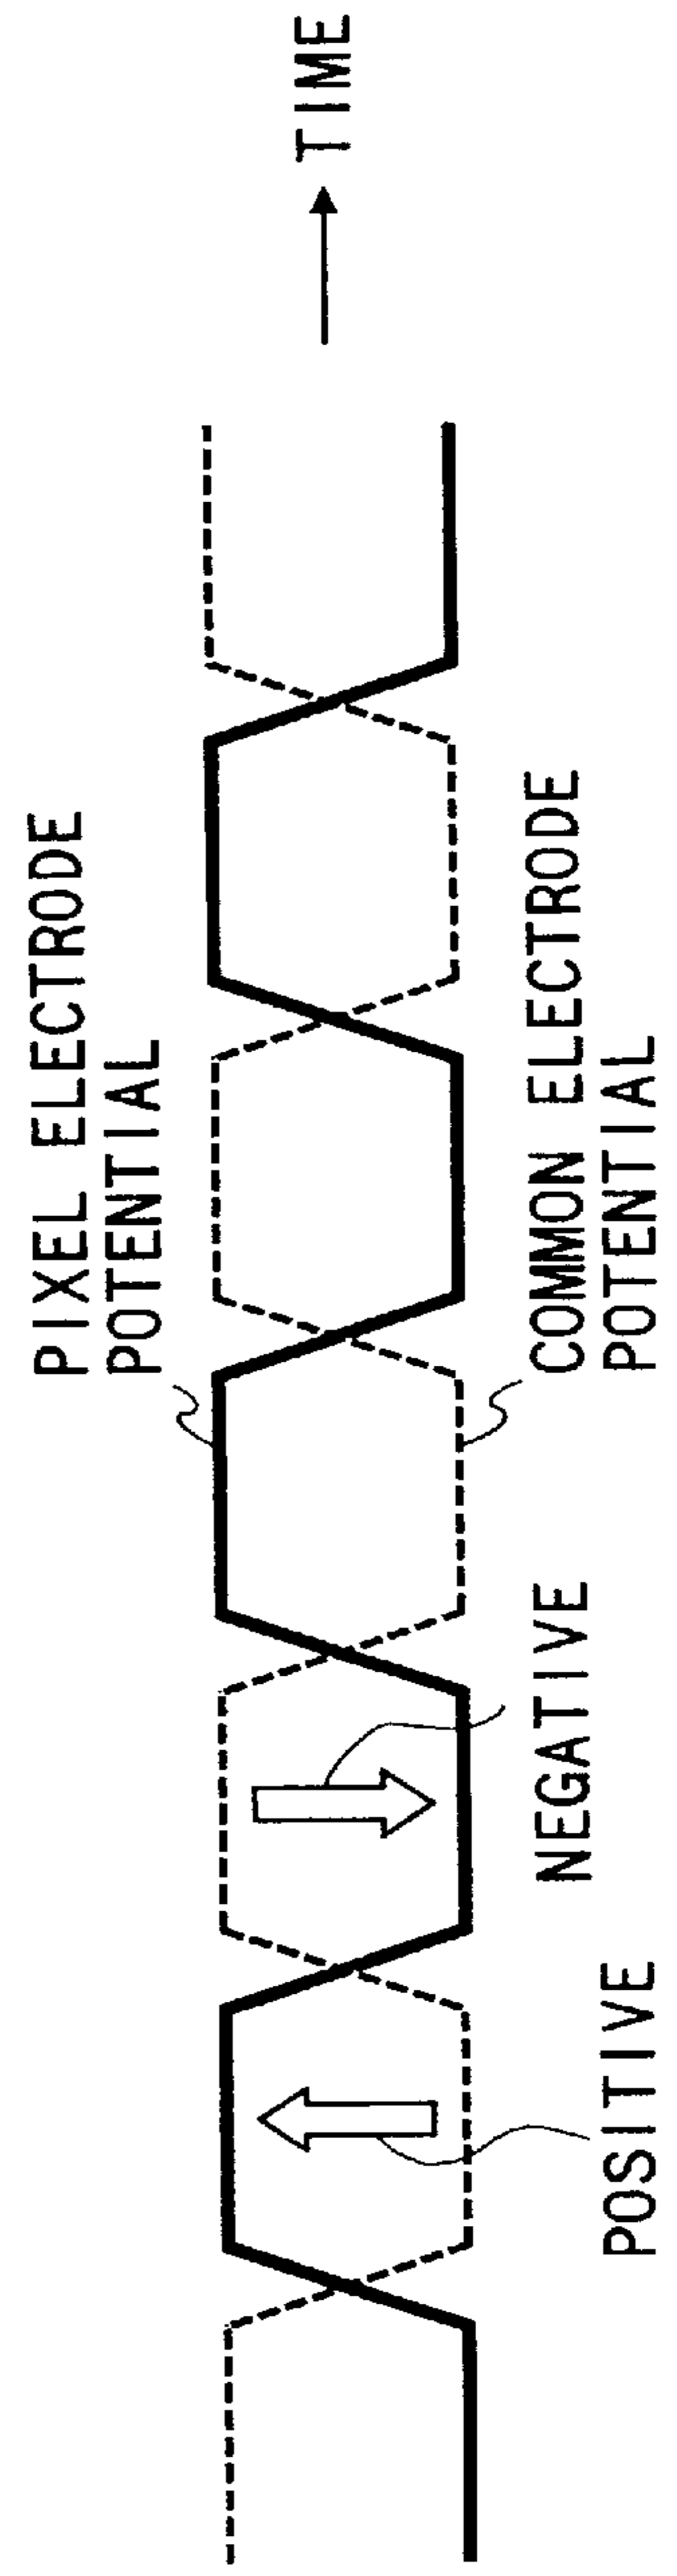 PIXEL ELECTRODE
POTENTIAL
TIME
POSITIVE
NEGATIVE
COMMON ELECTRODE
POTENTIAL